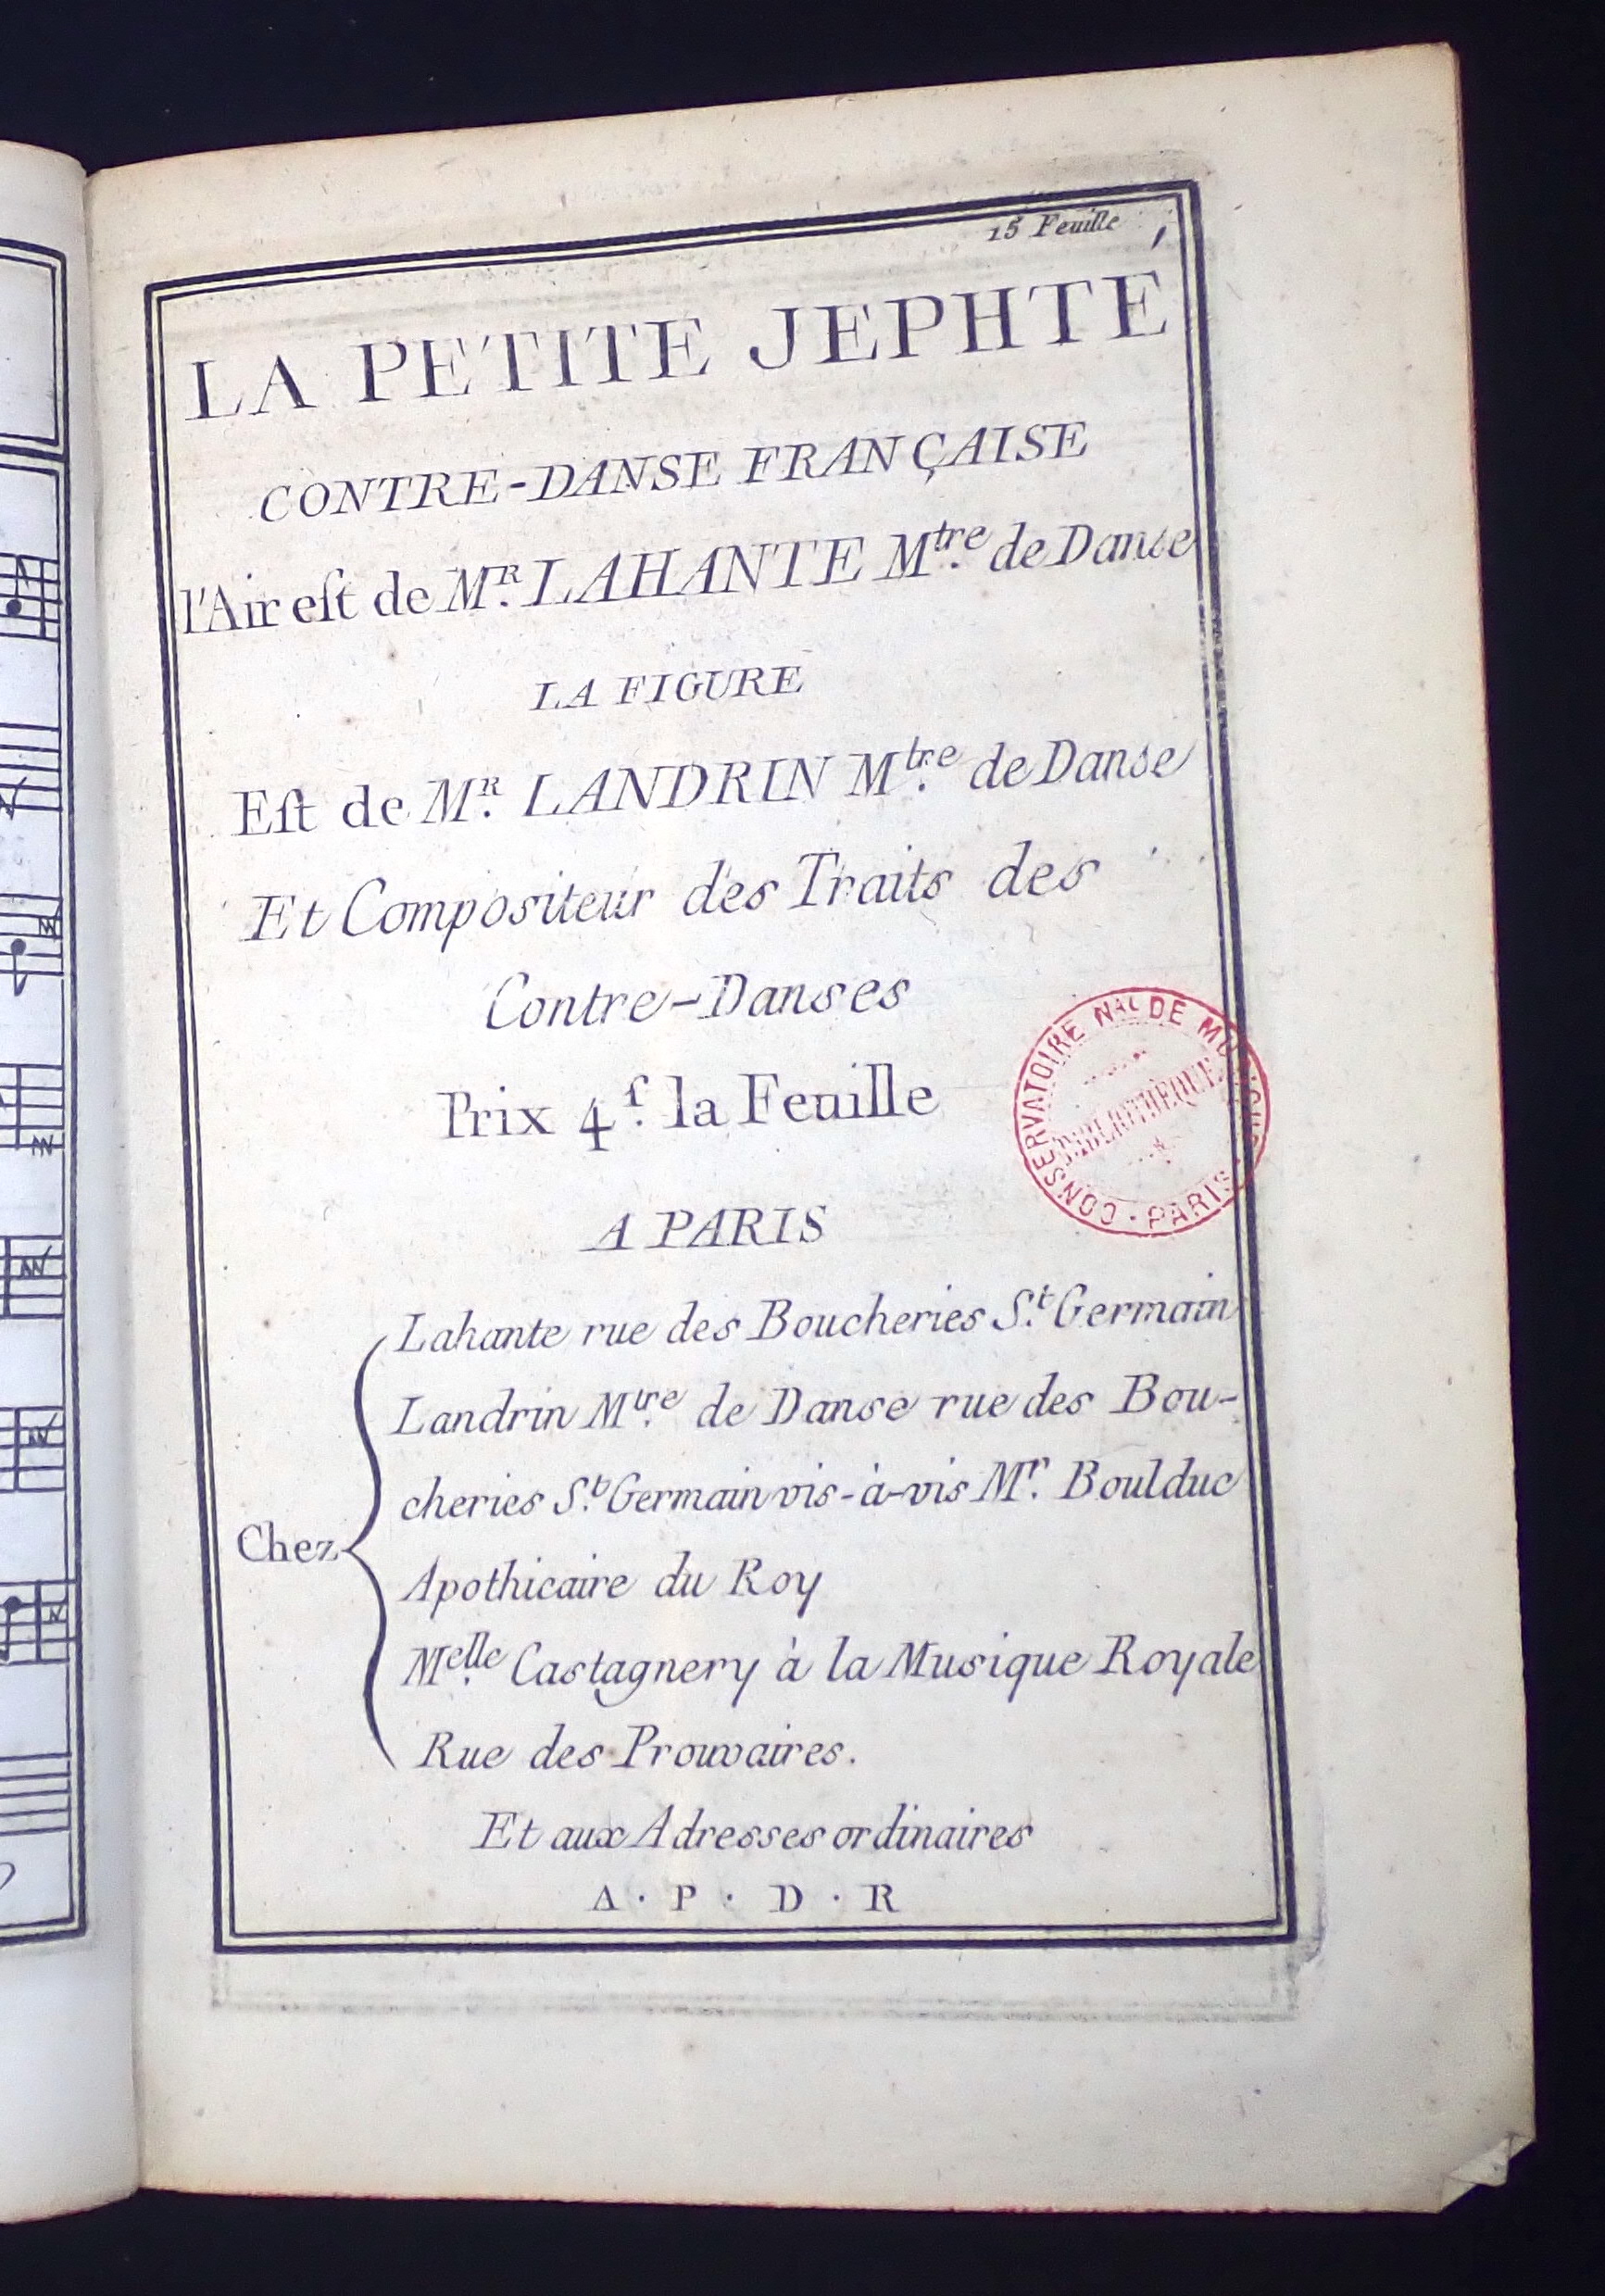 15 Feuille
LA PETITE JEPHTÉ
CONTRE-DANSE FRANÇAISE
l'Air eſt de MR. LAHANTE Mtre. de Danse
LA FIGURE
Eſt de MR. LANDRIN Mtre. de Danse
Et Compositeur des Traits des
Contre-Danses
Prix 4ſ. la Feuille
A PARIS
Chez
Lahante rue des Boucheries St. Germain
Landrin Mtre. de Danse rue des Bou-
cheries St. Germain vis-à-vis Mr. Boulduc
Apothicaire du Roy
Melle. Castagnery à la Musique Royale
Rue des Prouvaires.
Et aux Adresses ordinaires
A · P · D · R
CONSERVATOIRE NAL DE MUSIQUE · PARIS ·
BIBLIOTHEQUE